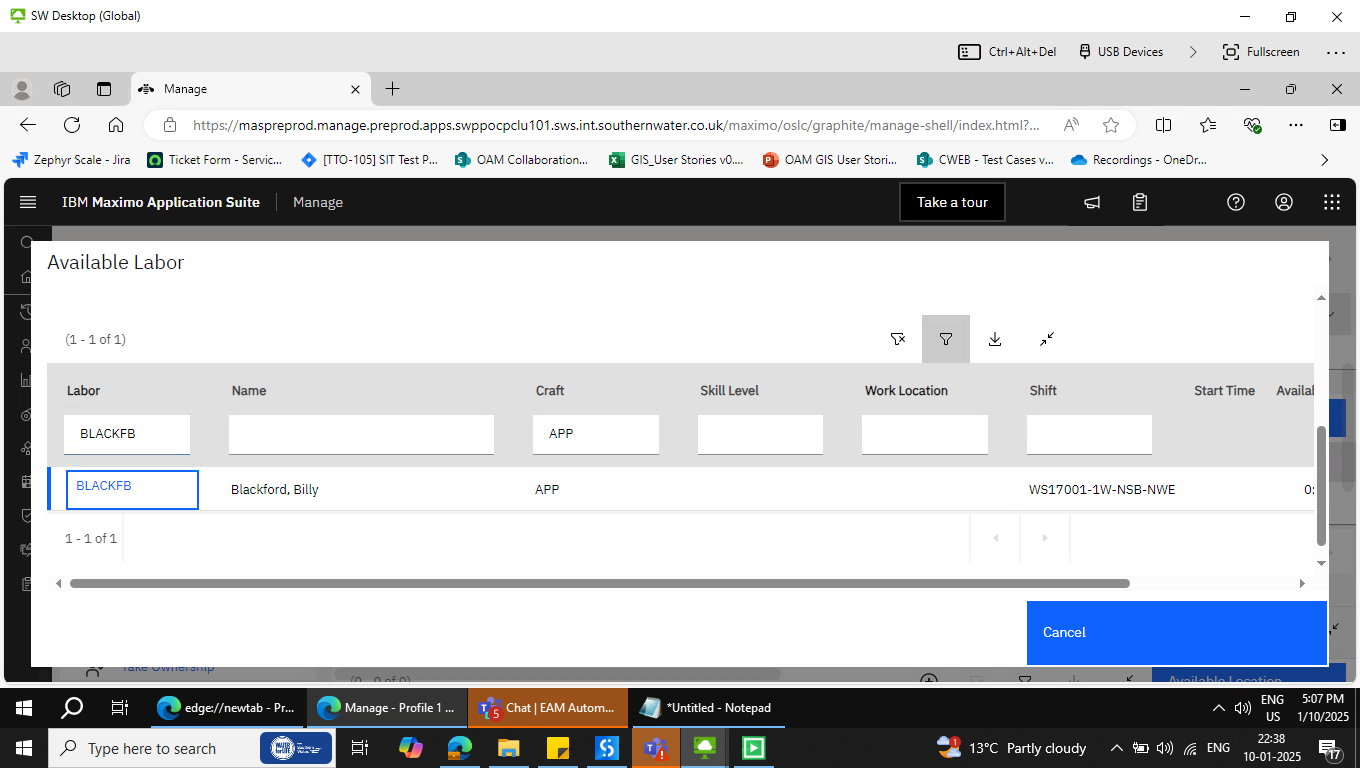 SW Desktop (Global)
Ctrl+Alt+Del
USB Devices
Fullscreen
Manage
https://maspreprod.manage.preprod.apps.swppocpclu101.sws.int.southernwater.co.uk/maximo/oslc/graphite/manage-shell/index.html?...
Zephyr Scale - Jira
Ticket Form - Servic...
[TTO-105] SIT Test P...
OAM Collaboration...
GIS_User Stories v0....
OAM GIS User Stori...
CWEB - Test Cases v...
Recordings - OneDr...
IBM Maximo Application Suite
Manage
Take a tour
Available Labor
(1 - 1 of 1)
Labor Name Craft Skill Level Work Location Shift Start Time Availal
BLACKFB APP
BLACKFB Blackford, Billy APP WS17001-1W-NSB-NWE 0:
1 - 1 of 1
Cancel
Take Ownership
(0 - 0 of 0)
Available Location
edge://newtab - Pr...
Manage - Profile 1 ...
5
Chat | EAM Autom...
*Untitled - Notepad
ENG
US
5:07 PM
1/10/2025
Type here to search
13°C Partly cloudy
ENG
22:38
10-01-2025
17